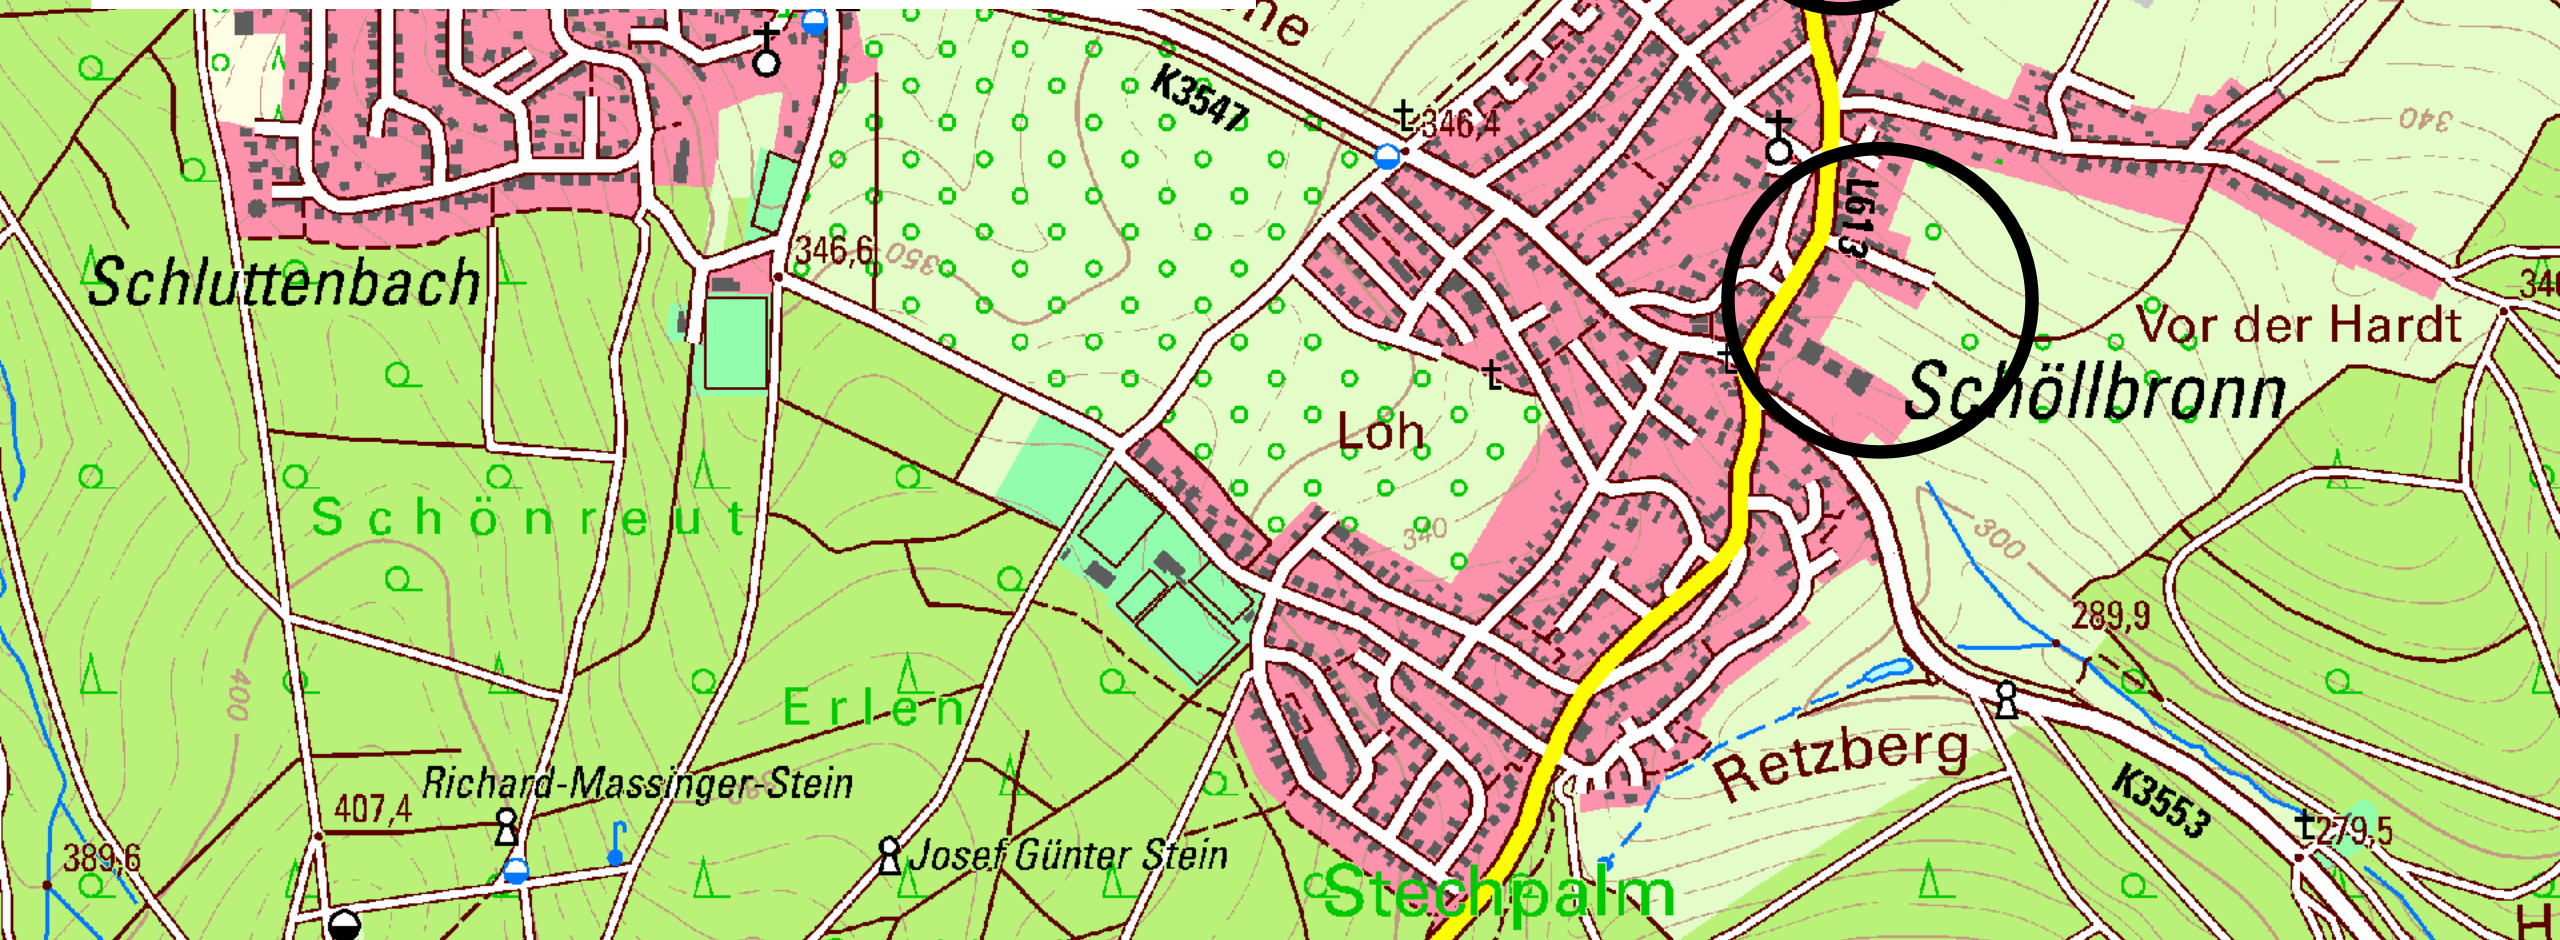 ne
K3547
346,4
340
L613
346,6
350
Schluttenbach
Vor der Hardt
Schöllbronn
Loh
Schönreut
340
300
289,9
400
Erlen
Retzberg
Richard-Massinger-Stein
407,4
K3553
389,6
Josef Günter Stein
279,5
Stechpalm
H